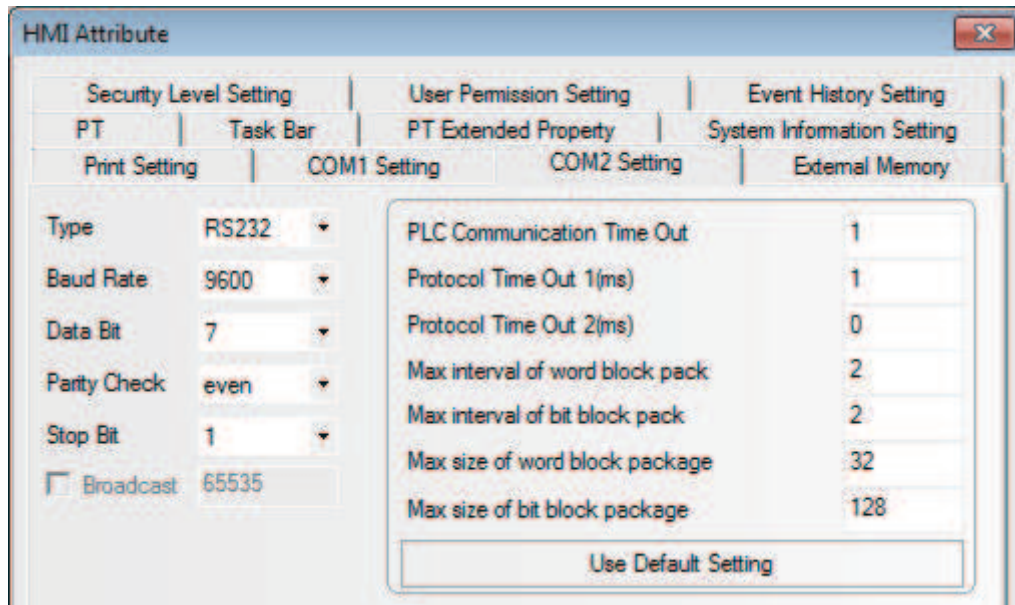 HMI Attribute
Security Level Setting User Permission Setting Event History Setting
PT Task Bar PT Extended Property System Information Setting
Print Setting COM1 Setting COM2 Setting External Memory
Type RS232
Baud Rate 9600
Data Bit 7
Parity Check even
Stop Bit 1
Broadcast 65535
PLC Communication Time Out 1
Protocol Time Out 1(ms) 1
Protocol Time Out 2(ms) 0
Max interval of word block pack 2
Max interval of bit block pack 2
Max size of word block package 32
Max size of bit block package 128
Use Default Setting